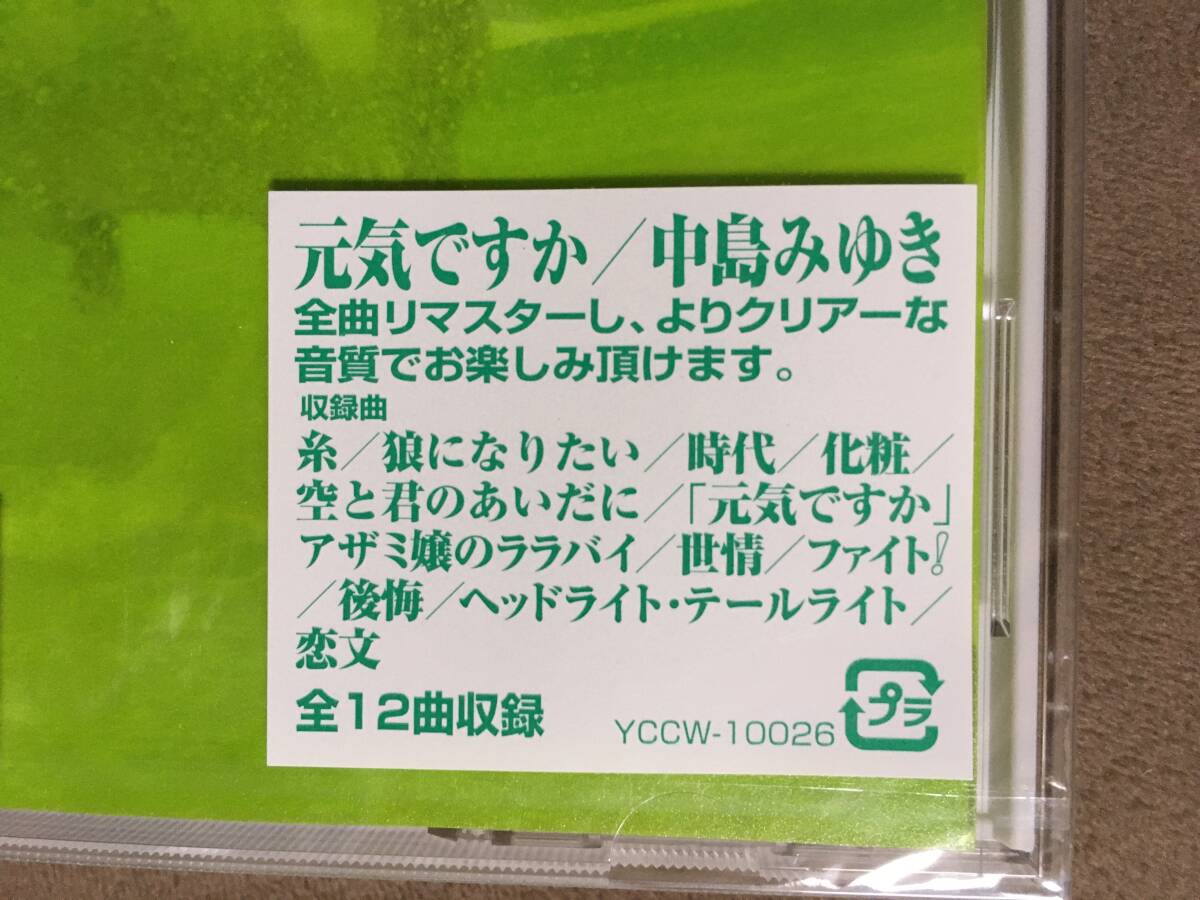 元気ですか／中島みゆき
全曲リマスターし、よりクリアーな
音質でお楽しみ頂けます。
収録曲
糸／狼になりたい／時代／化粧／
空と君のあいだに／「元気ですか」
アザミ嬢のララバイ／世情／ファイト!
／後悔／ヘッドライト・テールライト／
恋文
全12曲収録
YCCW-10026
プラ